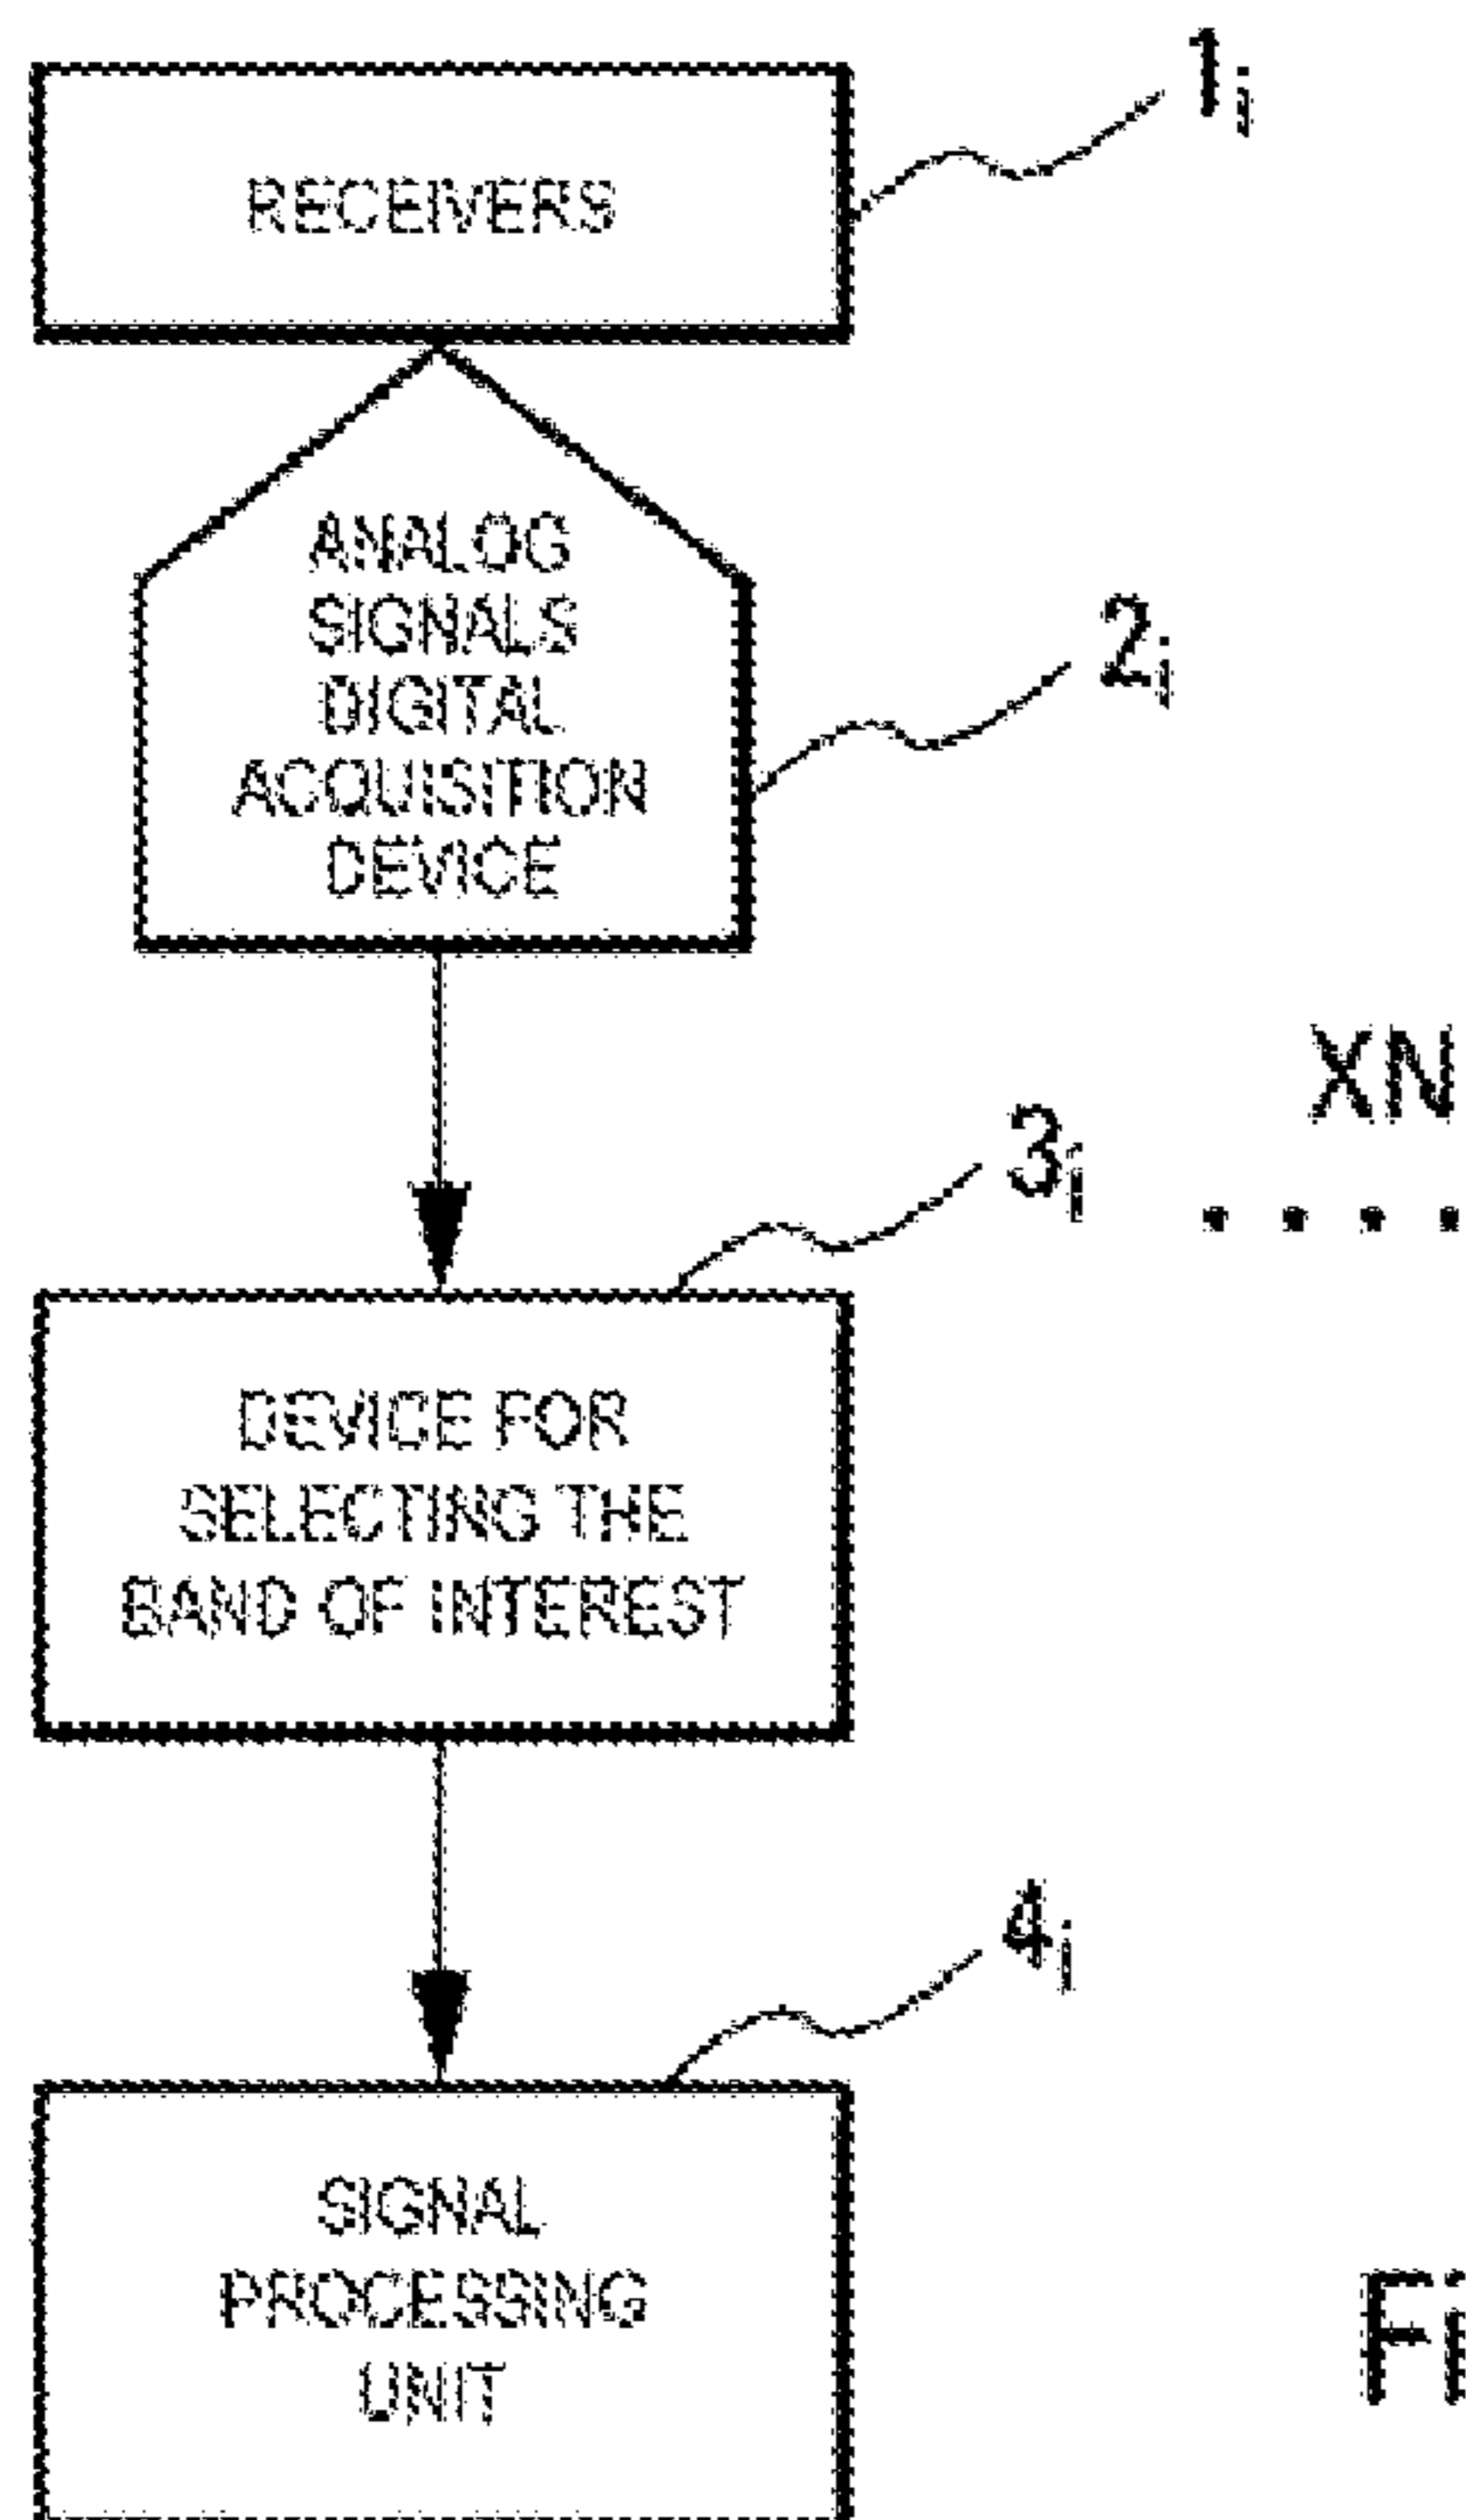 1i
RECEIVERS
ANALOG
SIGNALS
DIGITAL
ACQUISITION
DEVICE
2i
XN
3i
DEVICE FOR
SELECTING THE
BAND OF INTEREST
4i
SIGNAL
PROCESSING
UNIT